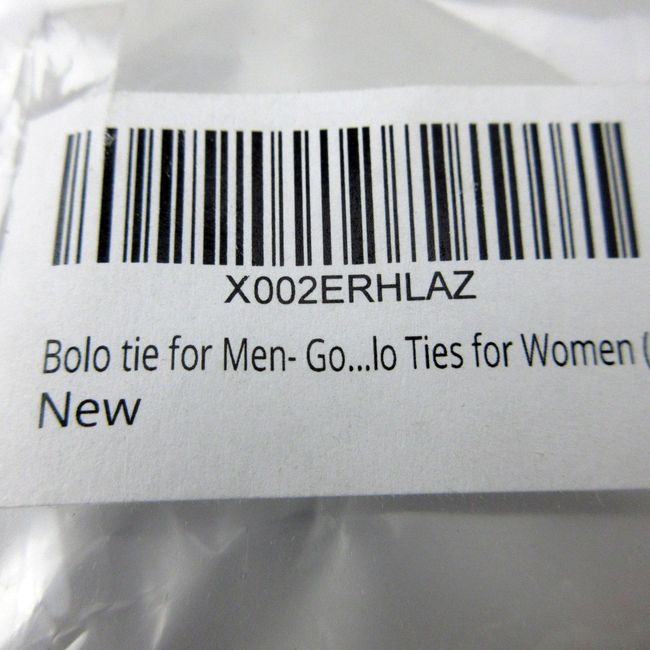 X002ERHLAZ
Bolo tie for Men- Go...lo Ties for Women (
New